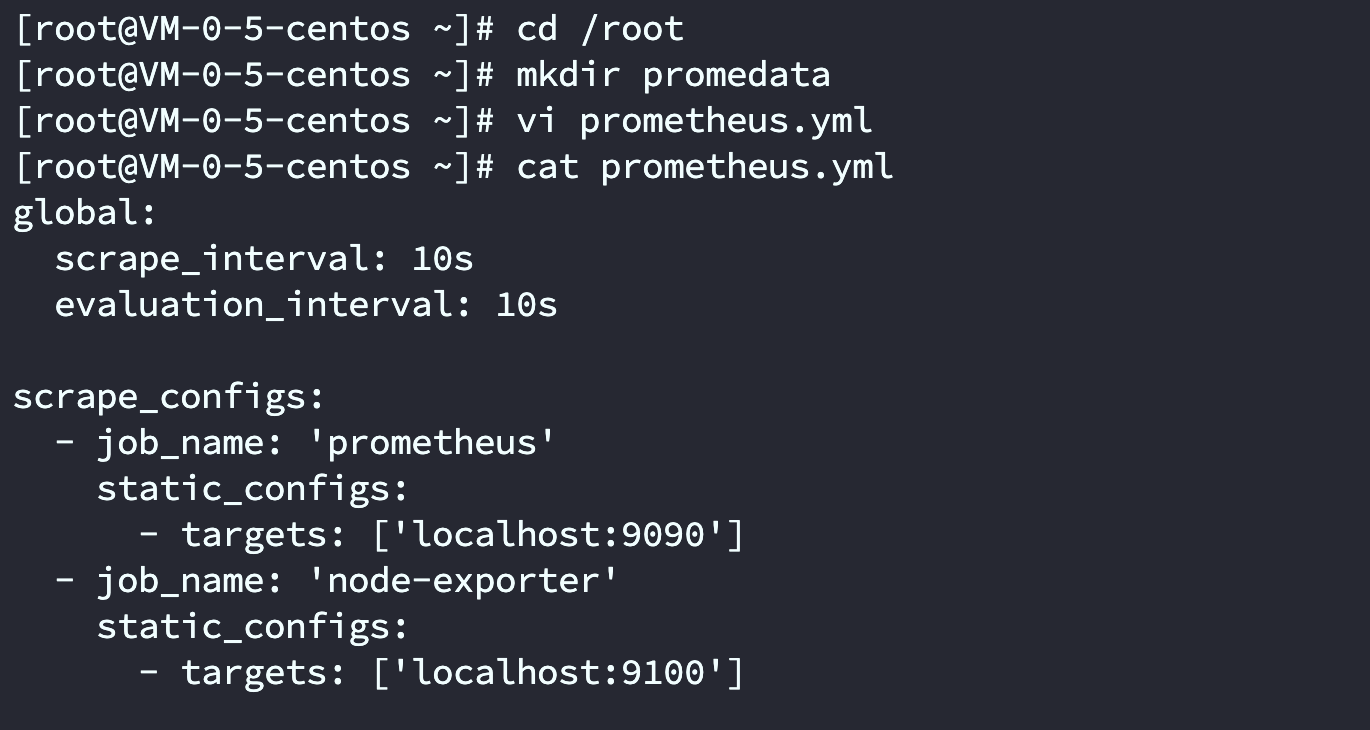 [root@VM-0-5-centos ~]# cd /root
[root@VM-0-5-centos ~]# mkdir promedata
[root@VM-0-5-centos ~]# vi prometheus.yml
[root@VM-0-5-centos ~]# cat prometheus.yml
global:
  scrape_interval: 10s
  evaluation_interval: 10s

scrape_configs:
  - job_name: 'prometheus'
    static_configs:
      - targets: ['localhost:9090']
  - job_name: 'node-exporter'
    static_configs:
      - targets: ['localhost:9100']